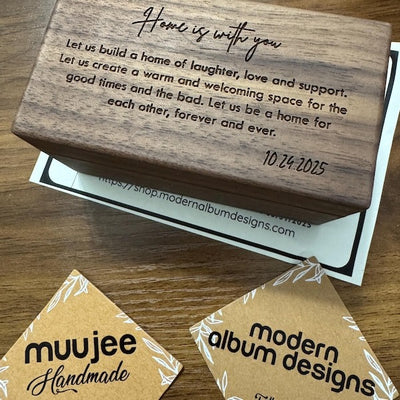 Home is with you
Let us build a home of laughter, love and support.
Let us create a warm and welcoming space for the
good times and the bad. Let us be a home for
each other, forever and ever.
10.24.2025
https://shop.modernalbumdesigns.com
muujee
Handmade
modern
album designs